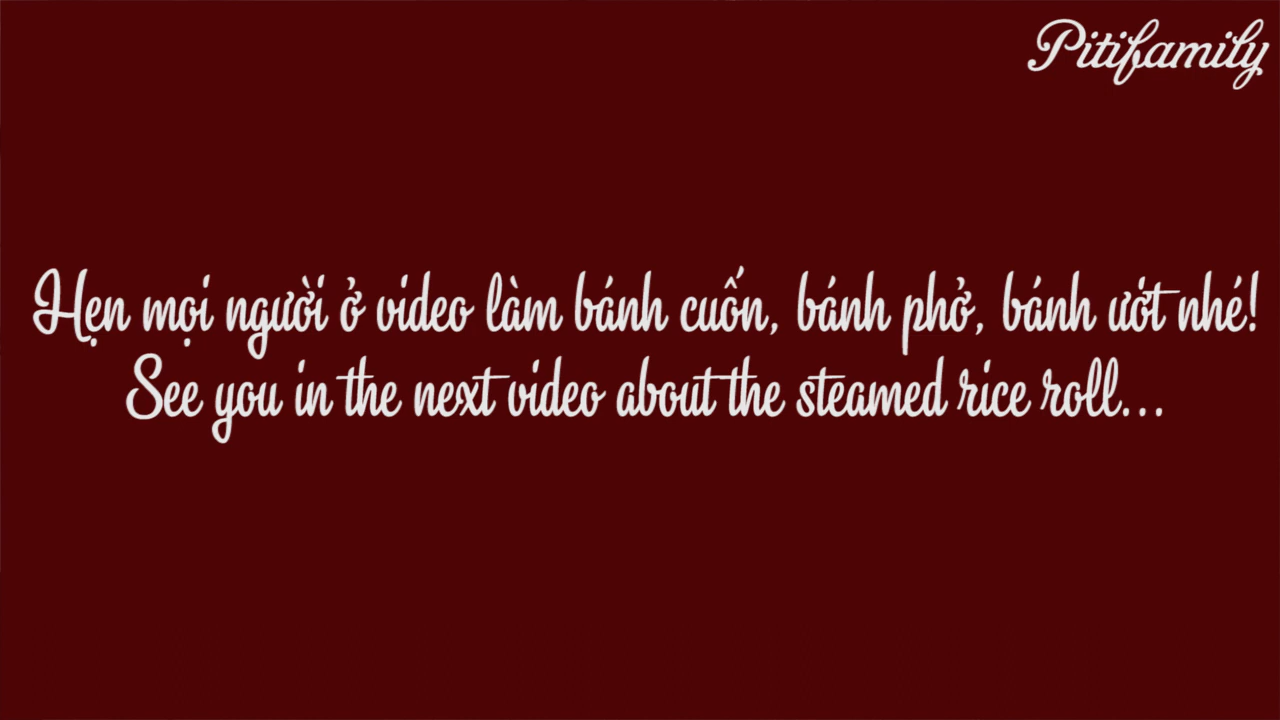 Pitifamily
Hẹn mọi người ở video làm bánh cuốn, bánh phở, bánh ướt nhé!
See you in the next video about the steamed rice roll...